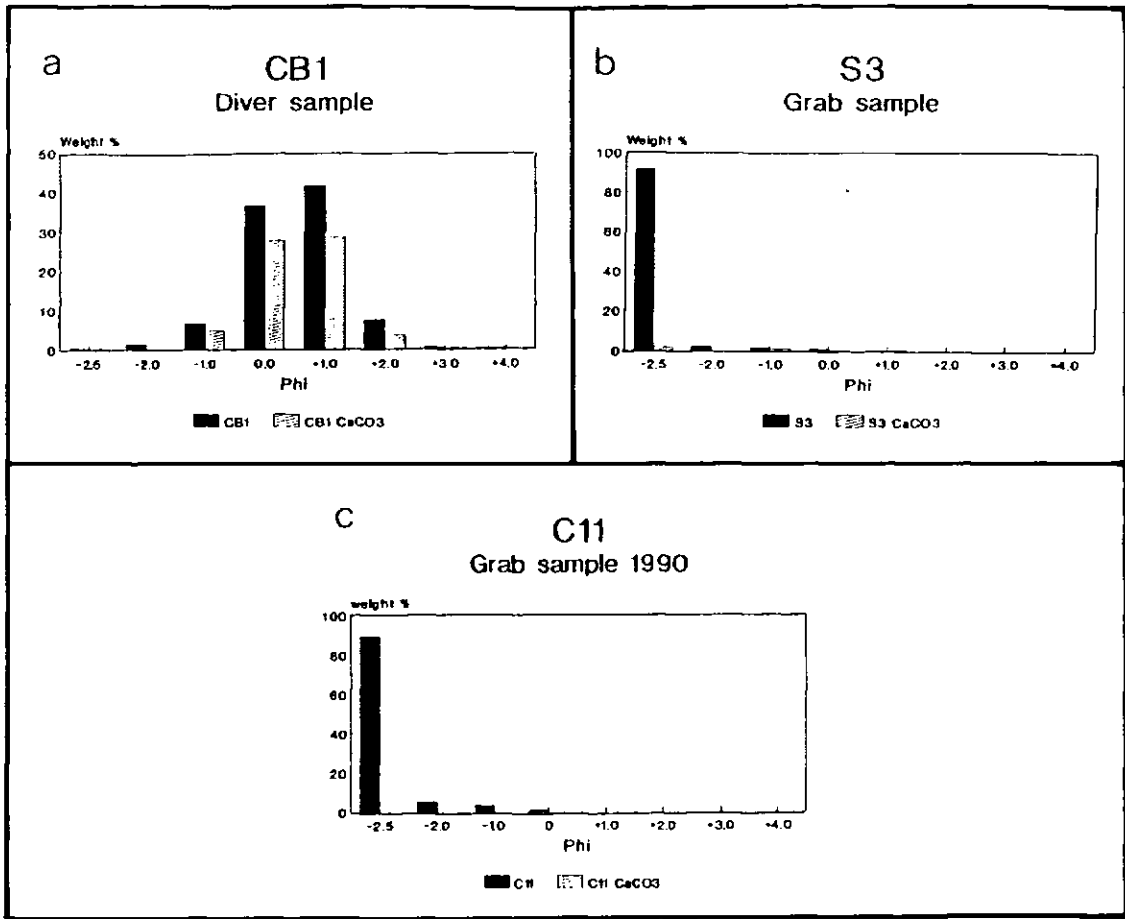 a
CB1
Diver sample
Weight %
50
40
30
20
10
0
-2.5 -2.0 -1.0 0.0 +1.0 +2.0 +3.0 +4.0
Phi
CB1 CB1 CaCO3
b
S3
Grab sample
Weight %
100
80
60
40
20
0
-2.5 -2.0 -1.0 0.0 +1.0 +2.0 +3.0 +4.0
Phi
S3 S3 CaCO3
c
C11
Grab sample 1990
weight %
100
80
60
40
20
0
-2.5 -2.0 -1.0 0 +1.0 +2.0 +3.0 +4.0
Phi
C11 C11 CaCO3